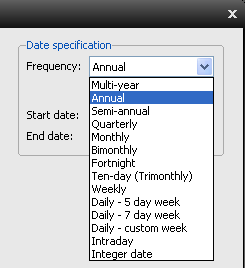 x
Date specification
Frequency: Annual
Multi-year
Annual
Semi-annual
Quarterly
Start date: Monthly
Bimonthly
End date: Fortnight
Ten-day (Trimonthly)
Weekly
Daily - 5 day week
Daily - 7 day week
Daily - custom week
Intraday
Integer date